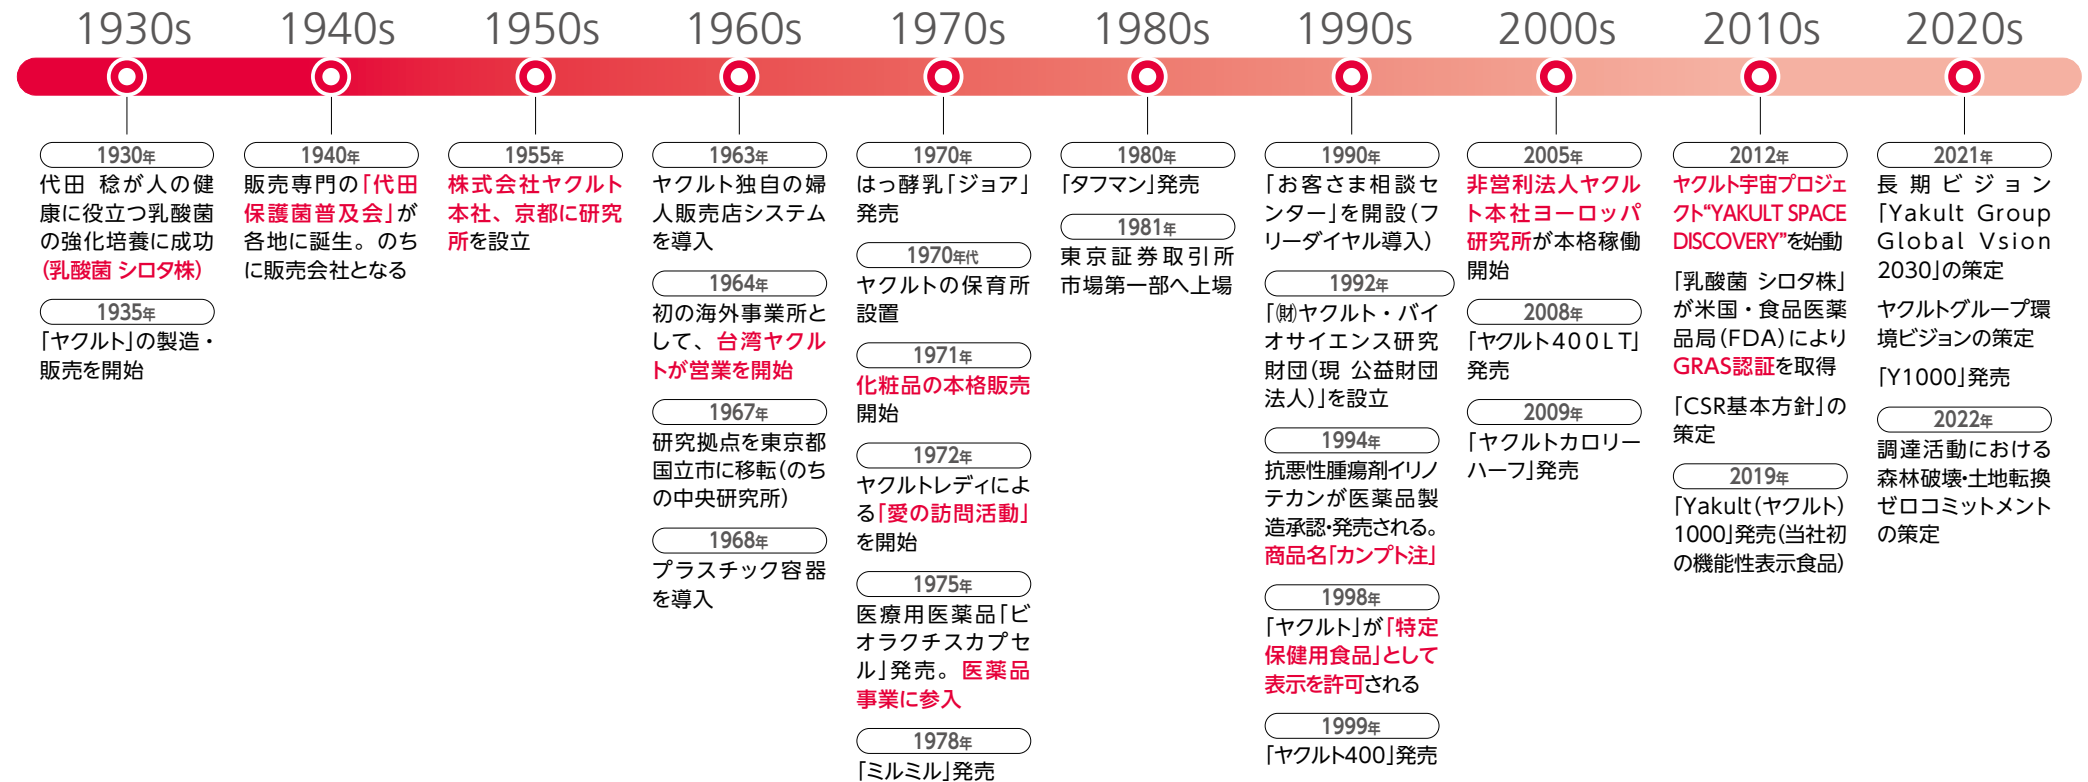 1930s
1940s
1950s
1960s
1970s
1980s
1990s
2000s
2010s
2020s
1930年
代田 稔が人の健
康に役立つ乳酸菌
の強化培養に成功
(乳酸菌 シロタ株)
1935年
「ヤクルト」の製造・
販売を開始
1940年
販売専門の「代田
保護菌普及会」が
各地に誕生。のち
に販売会社となる
1955年
株式会社ヤクルト
本社、京都に研究
所を設立
1963年
ヤクルト独自の婦
人販売店システム
を導入
1964年
初の海外事業所と
して、台湾ヤクル
トが営業を開始
1967年
研究拠点を東京都
国立市に移転(のち
の中央研究所)
1968年
プラスチック容器
を導入
1970年
はっ酵乳「ジョア」
発売
1970年代
ヤクルトの保育所
設置
1971年
化粧品の本格販売
開始
1972年
ヤクルトレディによ
る「愛の訪問活動」
を開始
1975年
医療用医薬品「ビ
オラクチスカプセ
ル」発売。医薬品
事業に参入
1978年
「ミルミル」発売
1980年
「タフマン」発売
1981年
東京証券取引所
市場第一部へ上場
1990年
「お客さま相談セ
ンター」を開設(フ
リーダイヤル導入)
1992年
「㈶ヤクルト・バイ
オサイエンス研究
財団(現 公益財団
法人)」を設立
1994年
抗悪性腫瘍剤イリノ
テカンが医薬品製
造承認・発売される。
商品名「カンプト注」
1998年
「ヤクルト」が「特定
保健用食品」として
表示を許可される
1999年
「ヤクルト400」発売
2005年
非営利法人ヤクル
ト本社ヨーロッパ
研究所が本格稼働
開始
2008年
「ヤクルト400LT」
発売
2009年
「ヤクルトカロリー
ハーフ」発売
2012年
ヤクルト宇宙プロジェ
クト“YAKULT SPACE
DISCOVERY”を始動
「乳酸菌 シロタ株」
が米国・食品医薬
品局(FDA)により
GRAS認証を取得
「CSR基本方針」の
策定
2019年
「Yakult(ヤクルト)
1000」発売(当社初
の機能性表示食品)
2021年
長期ビジョン
「Yakult Group
Global Vsion
2030」の策定
ヤクルトグループ環
境ビジョンの策定
「Y1000」発売
2022年
調達活動における
森林破壊・土地転換
ゼロコミットメント
の策定